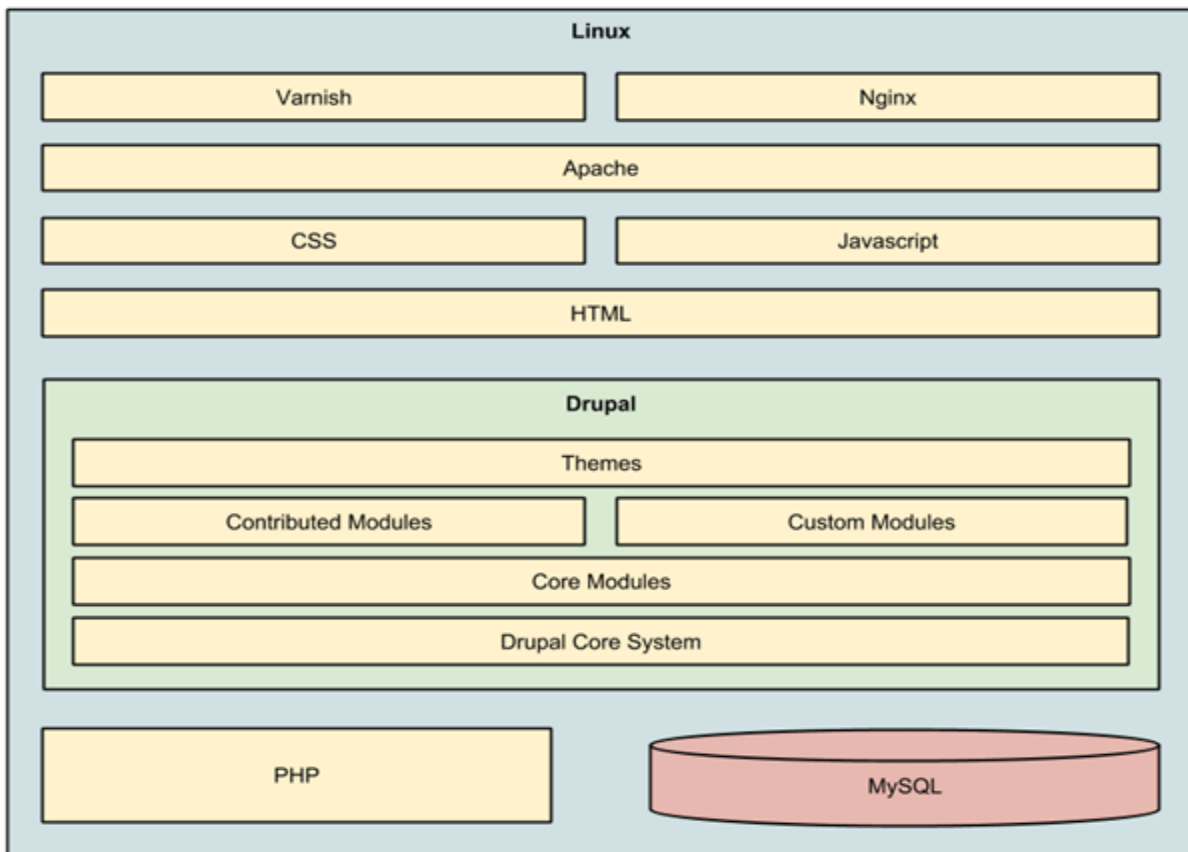 Linux
Varnish
Nginx
Apache
CSS
Javascript
HTML
Drupal
Themes
Contributed Modules
Custom Modules
Core Modules
Drupal Core System
PHP
MySQL